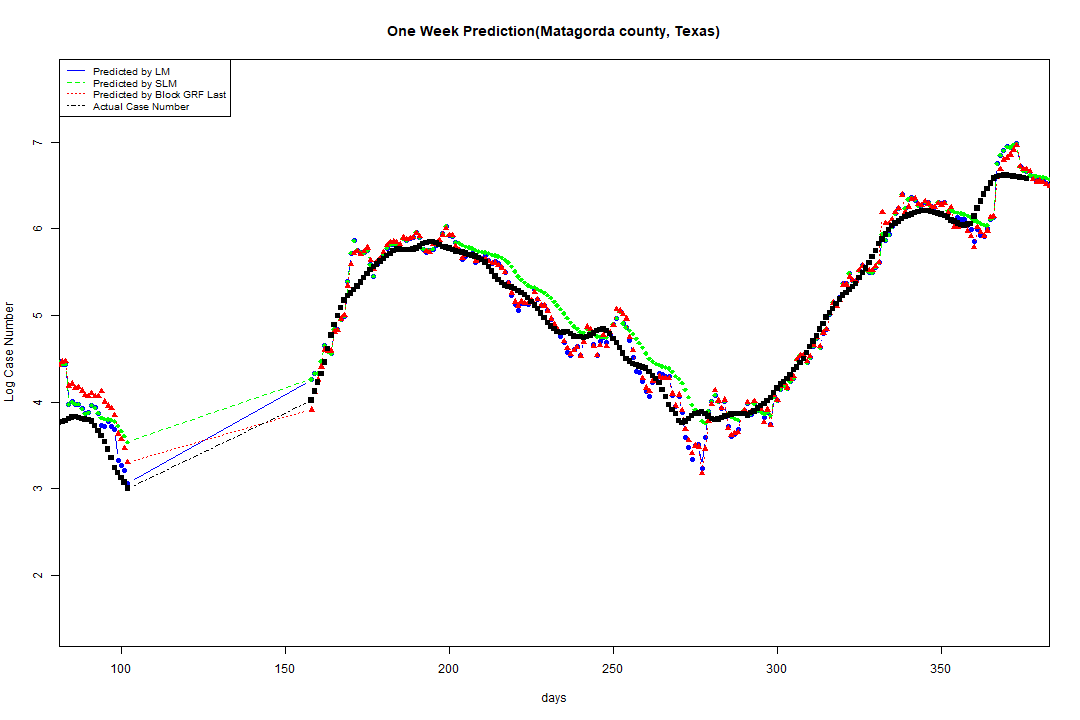 One Week Prediction(Matagorda county, Texas)
Predicted by LM
Predicted by SLM
Predicted by Block GRF Last
Actual Case Number
7
6
5
4
3
2
Log Case Number
100 150 200 250 300 350
days